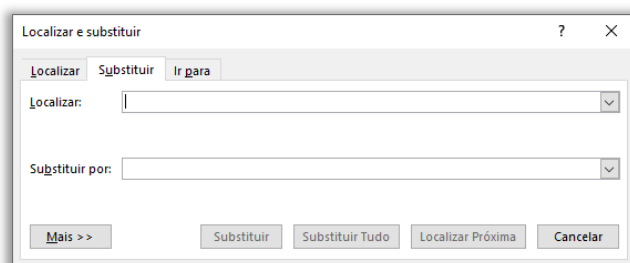 Localizar e substituir ? ×
Localizar Substituir Ir para
Localizar:
Substituir por:
Mais >> Substituir Substituir Tudo Localizar Próxima Cancelar